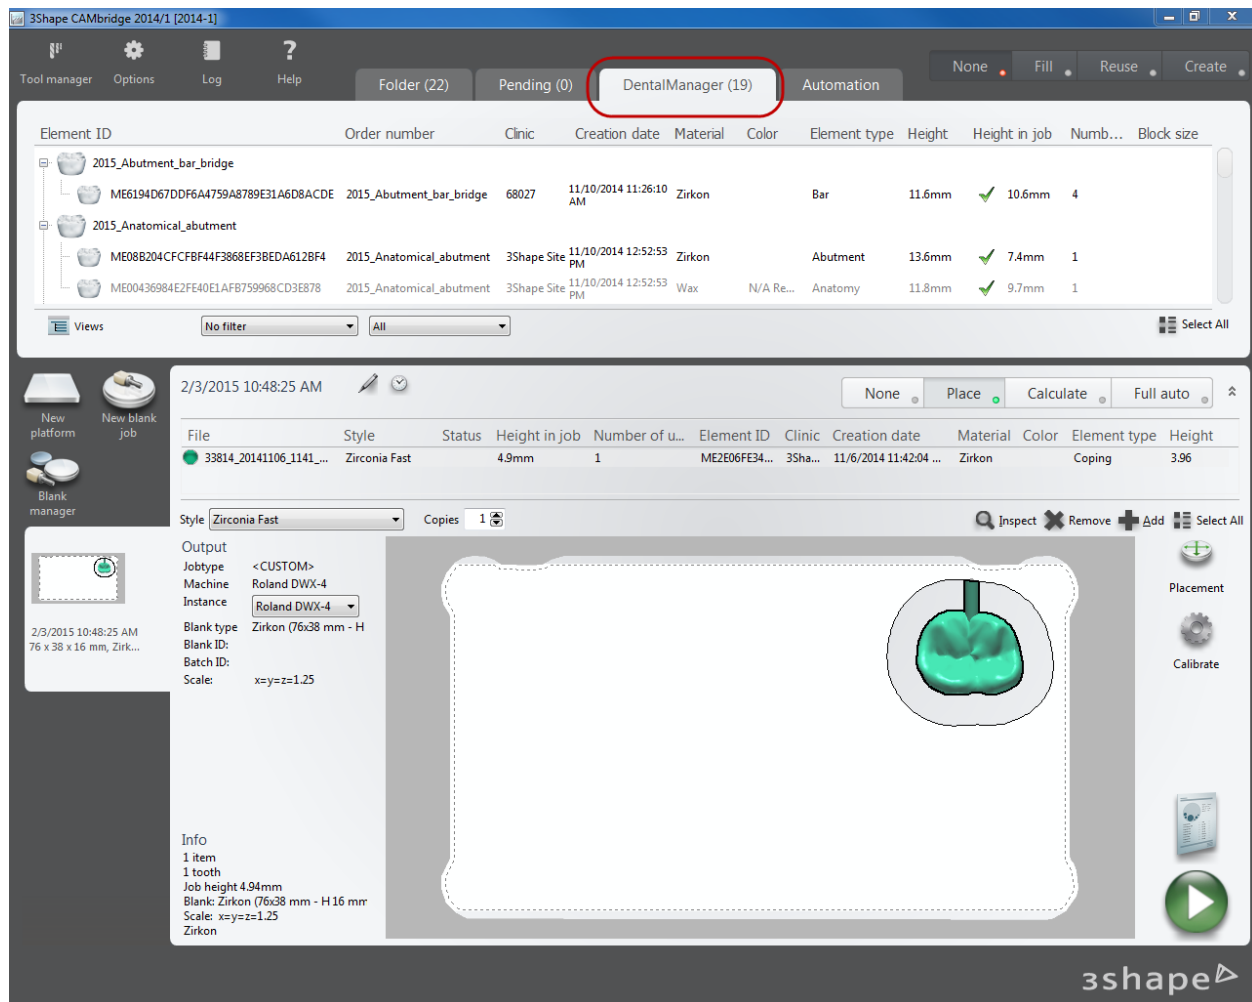 3Shape CAMbridge 2014/1 [2014-1]
Tool manager Options Log Help
Folder (22) Pending (0) DentalManager (19) Automation
None Fill Reuse Create
Element ID Order number Clinic Creation date Material Color Element type Height Height in job Numb... Block size
2015_Abutment_bar_bridge
ME6194D67DDF6A4759A8789E31A6D8ACDE 2015_Abutment_bar_bridge 68027 11/10/2014 11:26:10 AM Zirkon Bar 11.6mm 10.6mm 4
2015_Anatomical_abutment
ME08B204CFCFBF44F3868EF3BEDA612BF4 2015_Anatomical_abutment 3Shape Site 11/10/2014 12:52:53 PM Zirkon Abutment 13.6mm 7.4mm 1
ME00436984E2FE40E1AFB759968CD3E878 2015_Anatomical_abutment 3Shape Site 11/10/2014 12:52:53 PM Wax N/A Re... Anatomy 11.8mm 9.7mm 1
Views No filter All Select All
New platform
New blank job
Blank manager
2/3/2015 10:48:25 AM
76 x 38 x 16 mm, Zirk...
2/3/2015 10:48:25 AM None Place Calculate Full auto
File Style Status Height in job Number of u... Element ID Clinic Creation date Material Color Element type Height
33814_20141106_1141_... Zirconia Fast 4.9mm 1 ME2E06FE34... 3Sha... 11/6/2014 11:42:04 ... Zirkon Coping 3.96
Style Zirconia Fast Copies 1 Inspect Remove Add Select All
Output
Jobtype <CUSTOM>
Machine Roland DWX-4
Instance Roland DWX-4
Blank type Zirkon (76x38 mm - H
Blank ID:
Batch ID:
Scale: x=y=z=1.25
Placement
Calibrate
Info
1 item
1 tooth
Job height 4.94mm
Blank: Zirkon (76x38 mm - H 16 mm
Scale: x=y=z=1.25
Zirkon
3shape